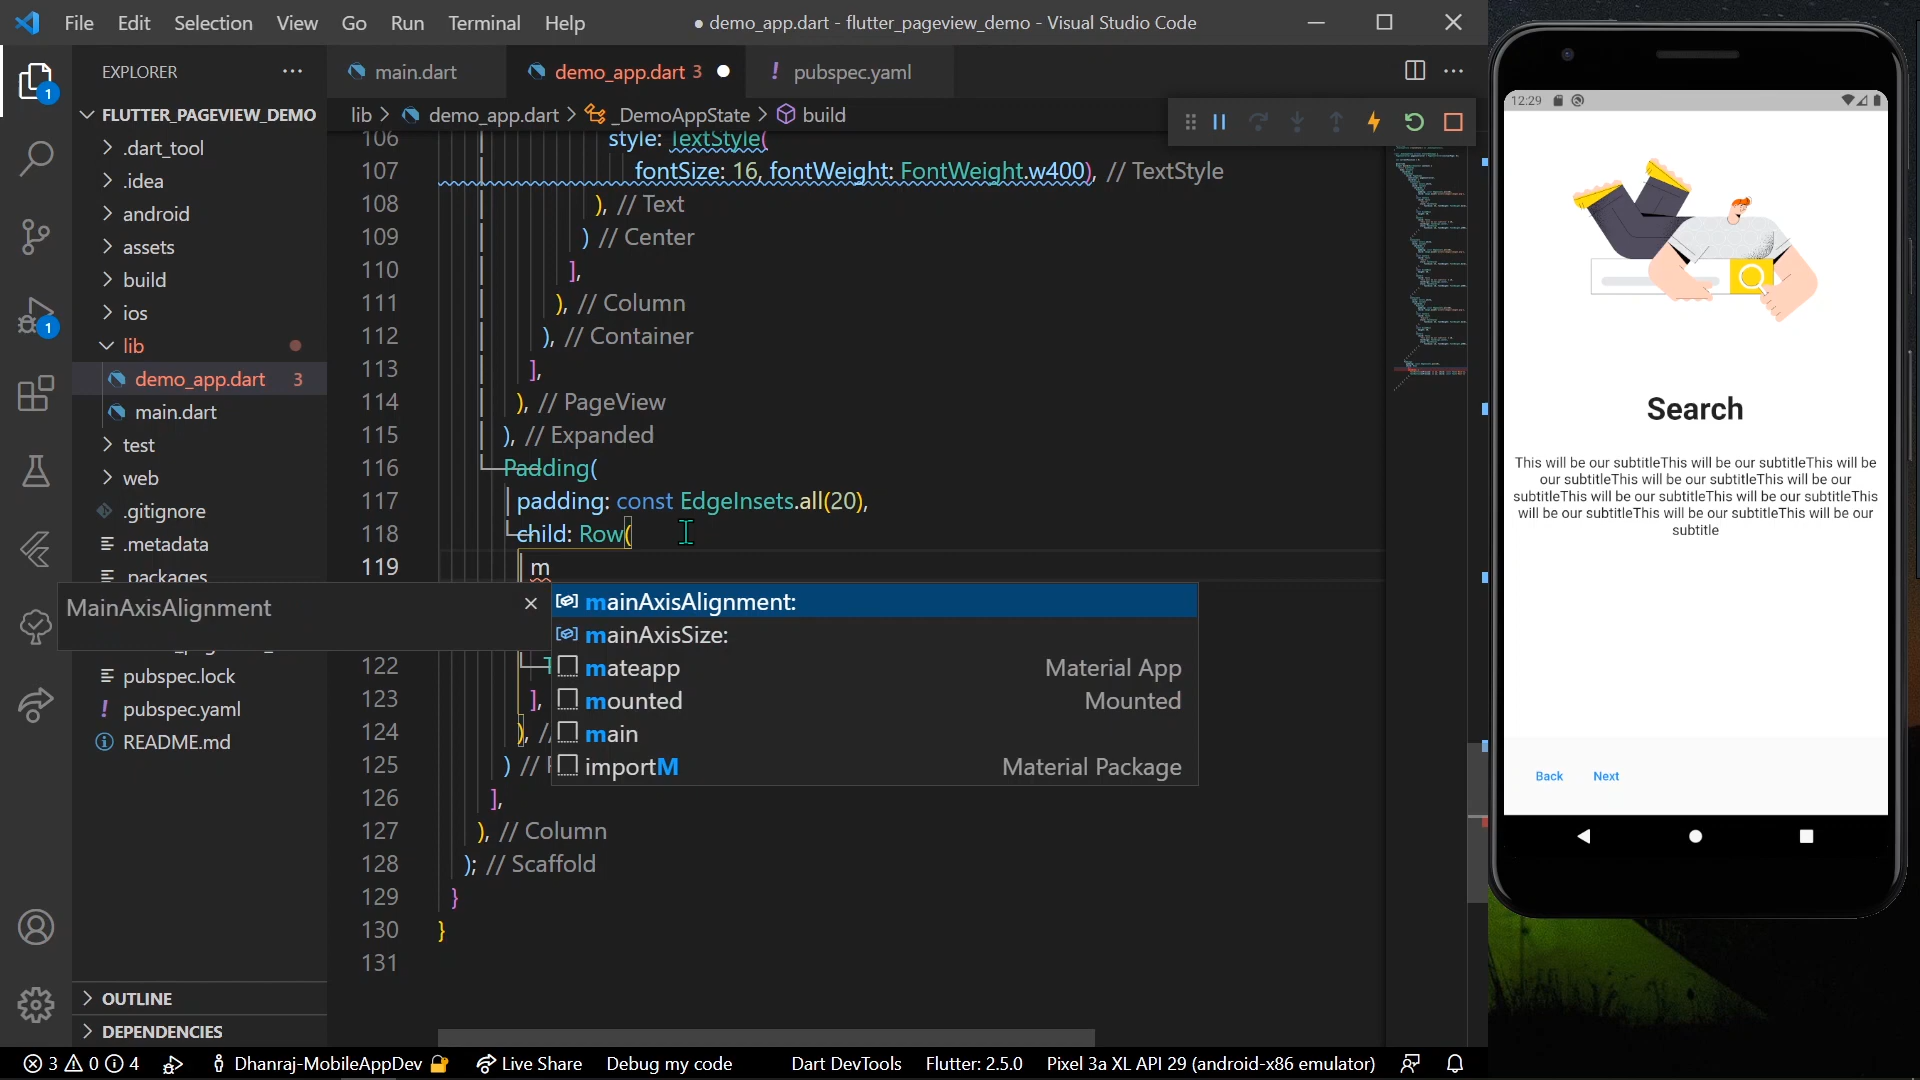 File Edit Selection View Go Run Terminal Help
● demo_app.dart - flutter_pageview_demo - Visual Studio Code
EXPLORER
main.dart
demo_app.dart 3
! pubspec.yaml
lib > demo_app.dart > _DemoAppState > build
FLUTTER_PAGEVIEW_DEMO
.dart_tool
.idea
android
assets
build
ios
lib
demo_app.dart 3
main.dart
test
web
.gitignore
.metadata
.packages
pubspec.lock
! pubspec.yaml
README.md
OUTLINE
DEPENDENCIES
1
1
106 style: TextStyle(
107 fontSize: 16, fontWeight: FontWeight.w400), // TextStyle
108 ), // Text
109 ) // Center
110 ],
111 ), // Column
112 ), // Container
113 ],
114 ), // PageView
115 ), // Expanded
116 Padding(
117 padding: const EdgeInsets.all(20),
118 child: Row(
119 m
MainAxisAlignment
mainAxisAlignment:
mainAxisSize:
mateapp Material App
mounted Mounted
main
importM Material Package
122 T
123 ],
124 ), //
125 ) //
126 ],
127 ), // Column
128 ); // Scaffold
129 }
130 }
131
12:29
Search
This will be our subtitleThis will be our subtitleThis will be
our subtitleThis will be our subtitleThis will be our
subtitleThis will be our subtitleThis will be our subtitleThis
will be our subtitleThis will be our subtitleThis will be our
subtitle
Back Next
3 0 4 Dhanraj-MobileAppDev Live Share Debug my code Dart DevTools Flutter: 2.5.0 Pixel 3a XL API 29 (android-x86 emulator)